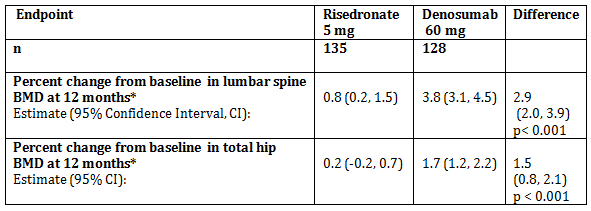 Endpoint Risedronate Denosumab Difference
5 mg 60 mg
n 135 128
Percent change from baseline in lumbar spine
BMD at 12 months* 0.8 (0.2, 1.5) 3.8 (3.1, 4.5) 2.9
Estimate (95% Confidence Interval, CI): (2.0, 3.9)
p< 0.001
Percent change from baseline in total hip
BMD at 12 months* 0.2 (-0.2, 0.7) 1.7 (1.2, 2.2) 1.5
Estimate (95% CI): (0.8, 2.1)
p < 0.001